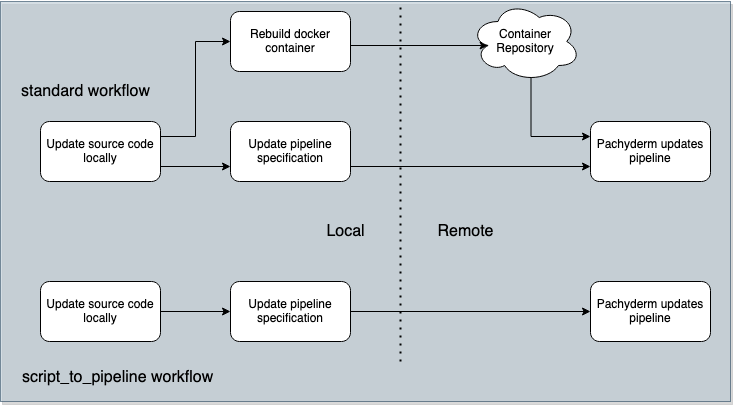 Rebuild docker
container
Container
Repository
standard workflow
Update source code
locally
Update pipeline
specification
Pachyderm updates
pipeline
Local
Remote
Update source code
locally
Update pipeline
specification
Pachyderm updates
pipeline
script_to_pipeline workflow